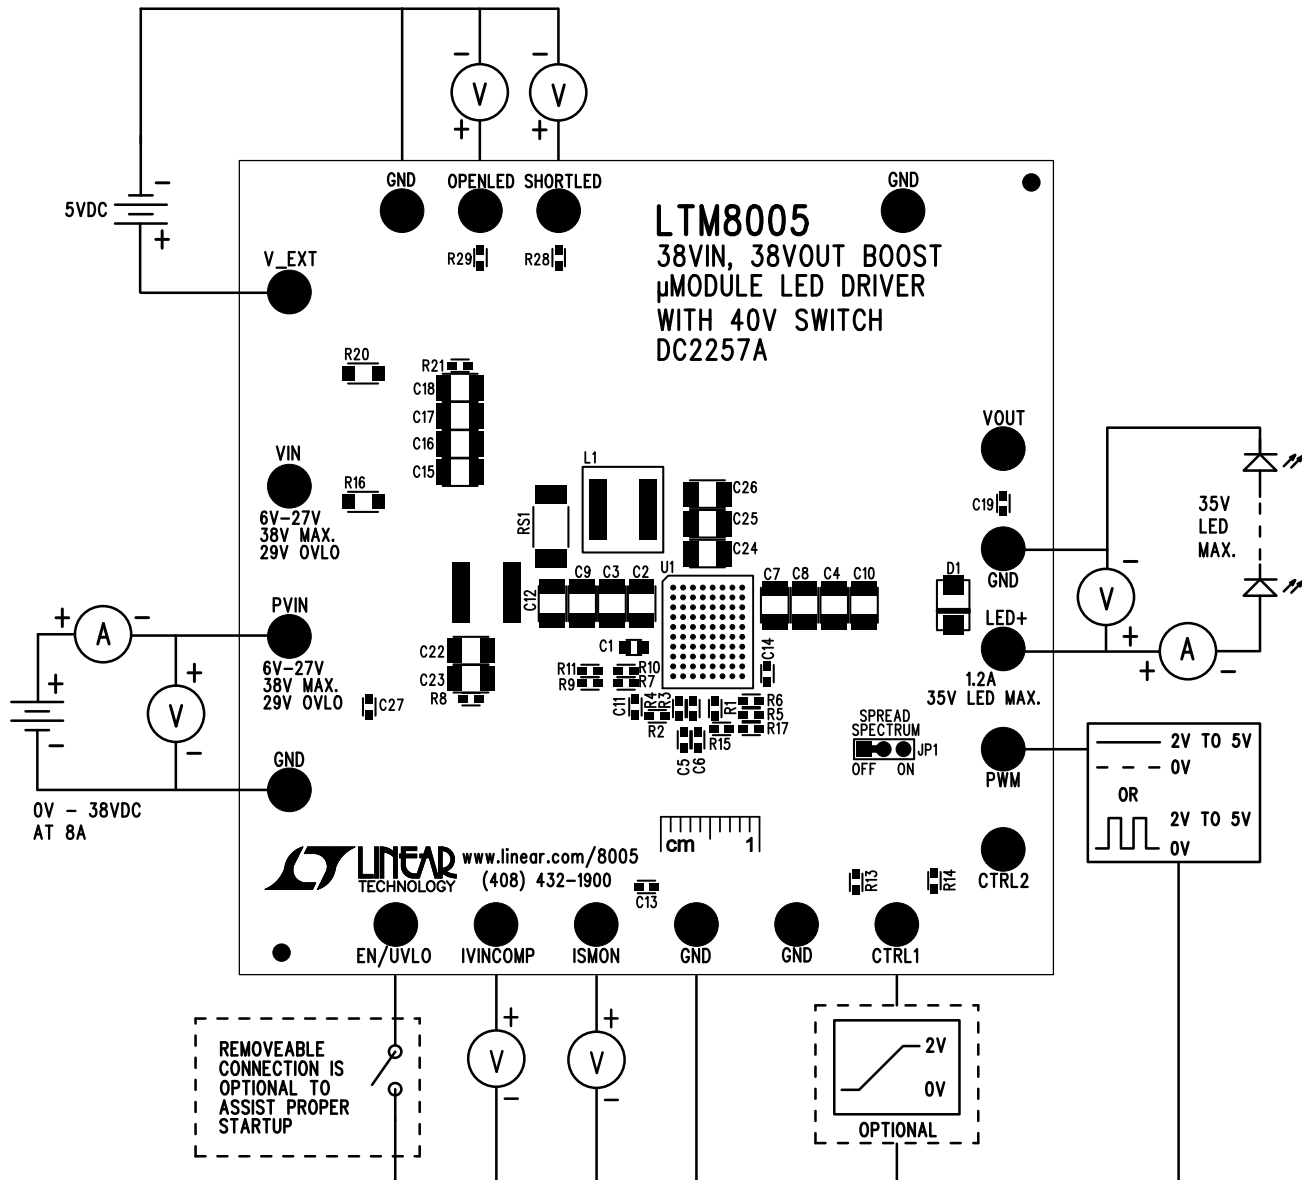 -
V
+
-
V
+
5VDC
-
+
GND
OPENLED
SHORTLED
GND
R29
R28
LTM8005
38VIN, 38VOUT BOOST
µMODULE LED DRIVER
WITH 40V SWITCH
DC2257A
V_EXT
R20
R21
C18
C17
C16
C15
VIN
6V-27V
38V MAX.
29V OVLO
R16
L1
RS1
C26
C25
C24
VOUT
C19
GND
35V
LED
MAX.
-
V
+
+
A
-
LED+
1.2A
35V LED MAX.
D1
U1
C12
C9
C3
C2
C7
C8
C4
C10
+
A
-
PVIN
6V-27V
38V MAX.
29V OVLO
+
-
+
V
-
GND
0V - 38VDC
AT 8A
C22
C23
R8
C27
C1
R11
R9
R10
R7
C14
C11
R4
R3
R2
R1
R6
R5
R17
R15
C5
C6
SPREAD
SPECTRUM
JP1
OFF
ON
PWM
2V TO 5V
0V
OR
2V TO 5V
0V
CTRL2
cm
1
LINEAR
TECHNOLOGY
www.linear.com/8005
(408) 432-1900
C13
R13
R14
EN/UVLO
IVINCOMP
ISMON
GND
GND
CTRL1
REMOVEABLE
CONNECTION IS
OPTIONAL TO
ASSIST PROPER
STARTUP
+
V
-
+
V
-
2V
0V
OPTIONAL